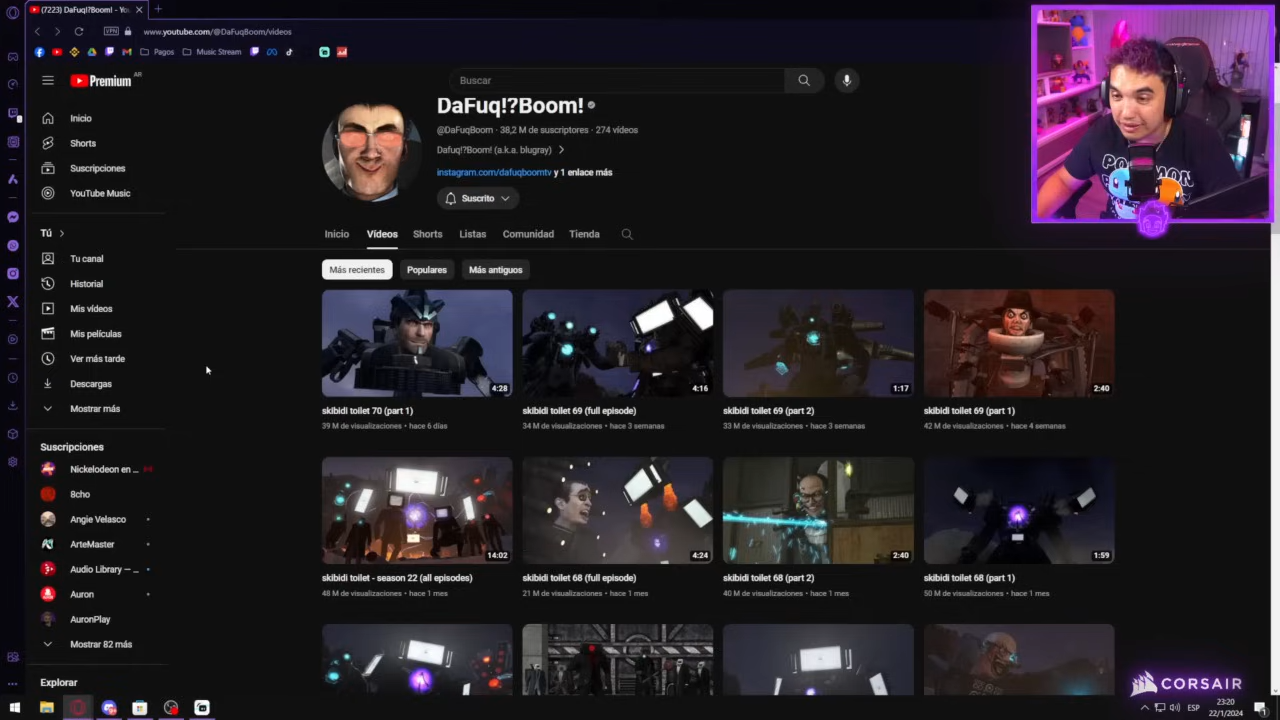 (7223) DaFuq!?Boom! - Yo
VPN
www.youtube.com/@DaFuqBoom/videos
Pagos
Music Stream
Premium
AR
Buscar
DaFuq!?Boom!
@DaFuqBoom · 38,2 M de suscriptores · 274 vídeos
Dafuq!?Boom! (a.k.a. blugray)
instagram.com/dafuqboomtv y 1 enlace más
Suscrito
Inicio
Shorts
Suscripciones
YouTube Music
Tú
Tu canal
Historial
Mis vídeos
Mis películas
Ver más tarde
Descargas
Mostrar más
Suscripciones
Nickelodeon en ...
8cho
Angie Velasco
ArteMaster
Audio Library — ...
Auron
AuronPlay
Mostrar 82 más
Explorar
Inicio
Vídeos
Shorts
Listas
Comunidad
Tienda
Más recientes
Populares
Más antiguos
4:28
4:16
1:17
2:40
skibidi toilet 70 (part 1)
39 M de visualizaciones · hace 6 días
skibidi toilet 69 (full episode)
34 M de visualizaciones · hace 3 semanas
skibidi toilet 69 (part 2)
33 M de visualizaciones · hace 3 semanas
skibidi toilet 69 (part 1)
42 M de visualizaciones · hace 4 semanas
14:02
4:24
2:40
1:59
skibidi toilet - season 22 (all episodes)
48 M de visualizaciones · hace 1 mes
skibidi toilet 68 (full episode)
21 M de visualizaciones · hace 1 mes
skibidi toilet 68 (part 2)
40 M de visualizaciones · hace 1 mes
skibidi toilet 68 (part 1)
50 M de visualizaciones · hace 1 mes
CORSAIR
ESP
23:20
22/1/2024